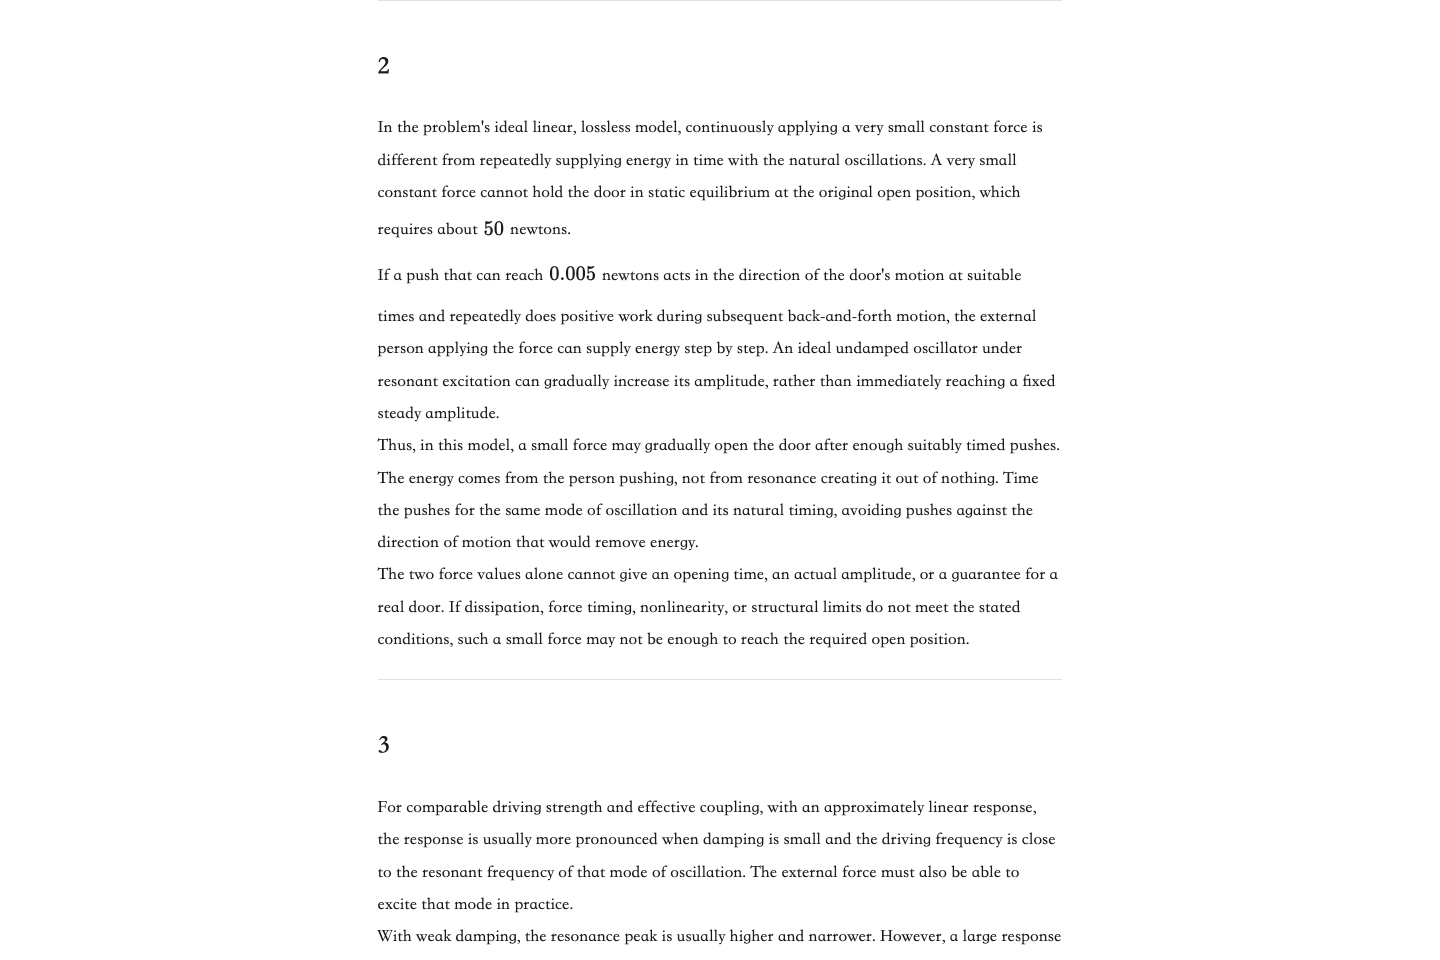 2
In the problem's ideal linear, lossless model, continuously applying a very small constant force is
different from repeatedly supplying energy in time with the natural oscillations. A very small
constant force cannot hold the door in static equilibrium at the original open position, which
requires about 50 newtons.
If a push that can reach 0.005 newtons acts in the direction of the door's motion at suitable
times and repeatedly does positive work during subsequent back-and-forth motion, the external
person applying the force can supply energy step by step. An ideal undamped oscillator under
resonant excitation can gradually increase its amplitude, rather than immediately reaching a fixed
steady amplitude.
Thus, in this model, a small force may gradually open the door after enough suitably timed pushes.
The energy comes from the person pushing, not from resonance creating it out of nothing. Time
the pushes for the same mode of oscillation and its natural timing, avoiding pushes against the
direction of motion that would remove energy.
The two force values alone cannot give an opening time, an actual amplitude, or a guarantee for a
real door. If dissipation, force timing, nonlinearity, or structural limits do not meet the stated
conditions, such a small force may not be enough to reach the required open position.
3
For comparable driving strength and effective coupling, with an approximately linear response,
the response is usually more pronounced when damping is small and the driving frequency is close
to the resonant frequency of that mode of oscillation. The external force must also be able to
excite that mode in practice.
With weak damping, the resonance peak is usually higher and narrower. However, a large response